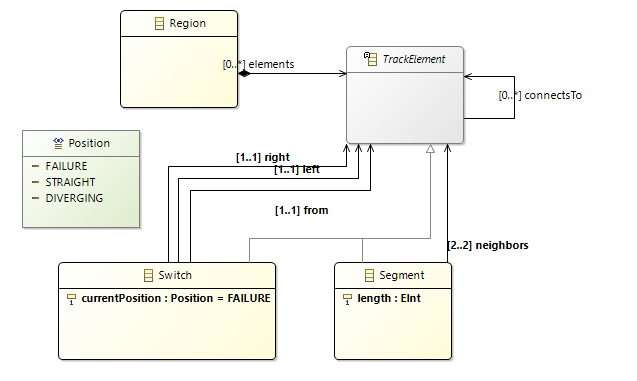 Region
[0..*] elements
TrackElement
[0..*] connectsTo
Position
FAILURE
STRAIGHT
DIVERGING
[1..1] right
[1..1] left
[1..1] from
[2..2] neighbors
Switch
currentPosition : Position = FAILURE
Segment
length : EInt